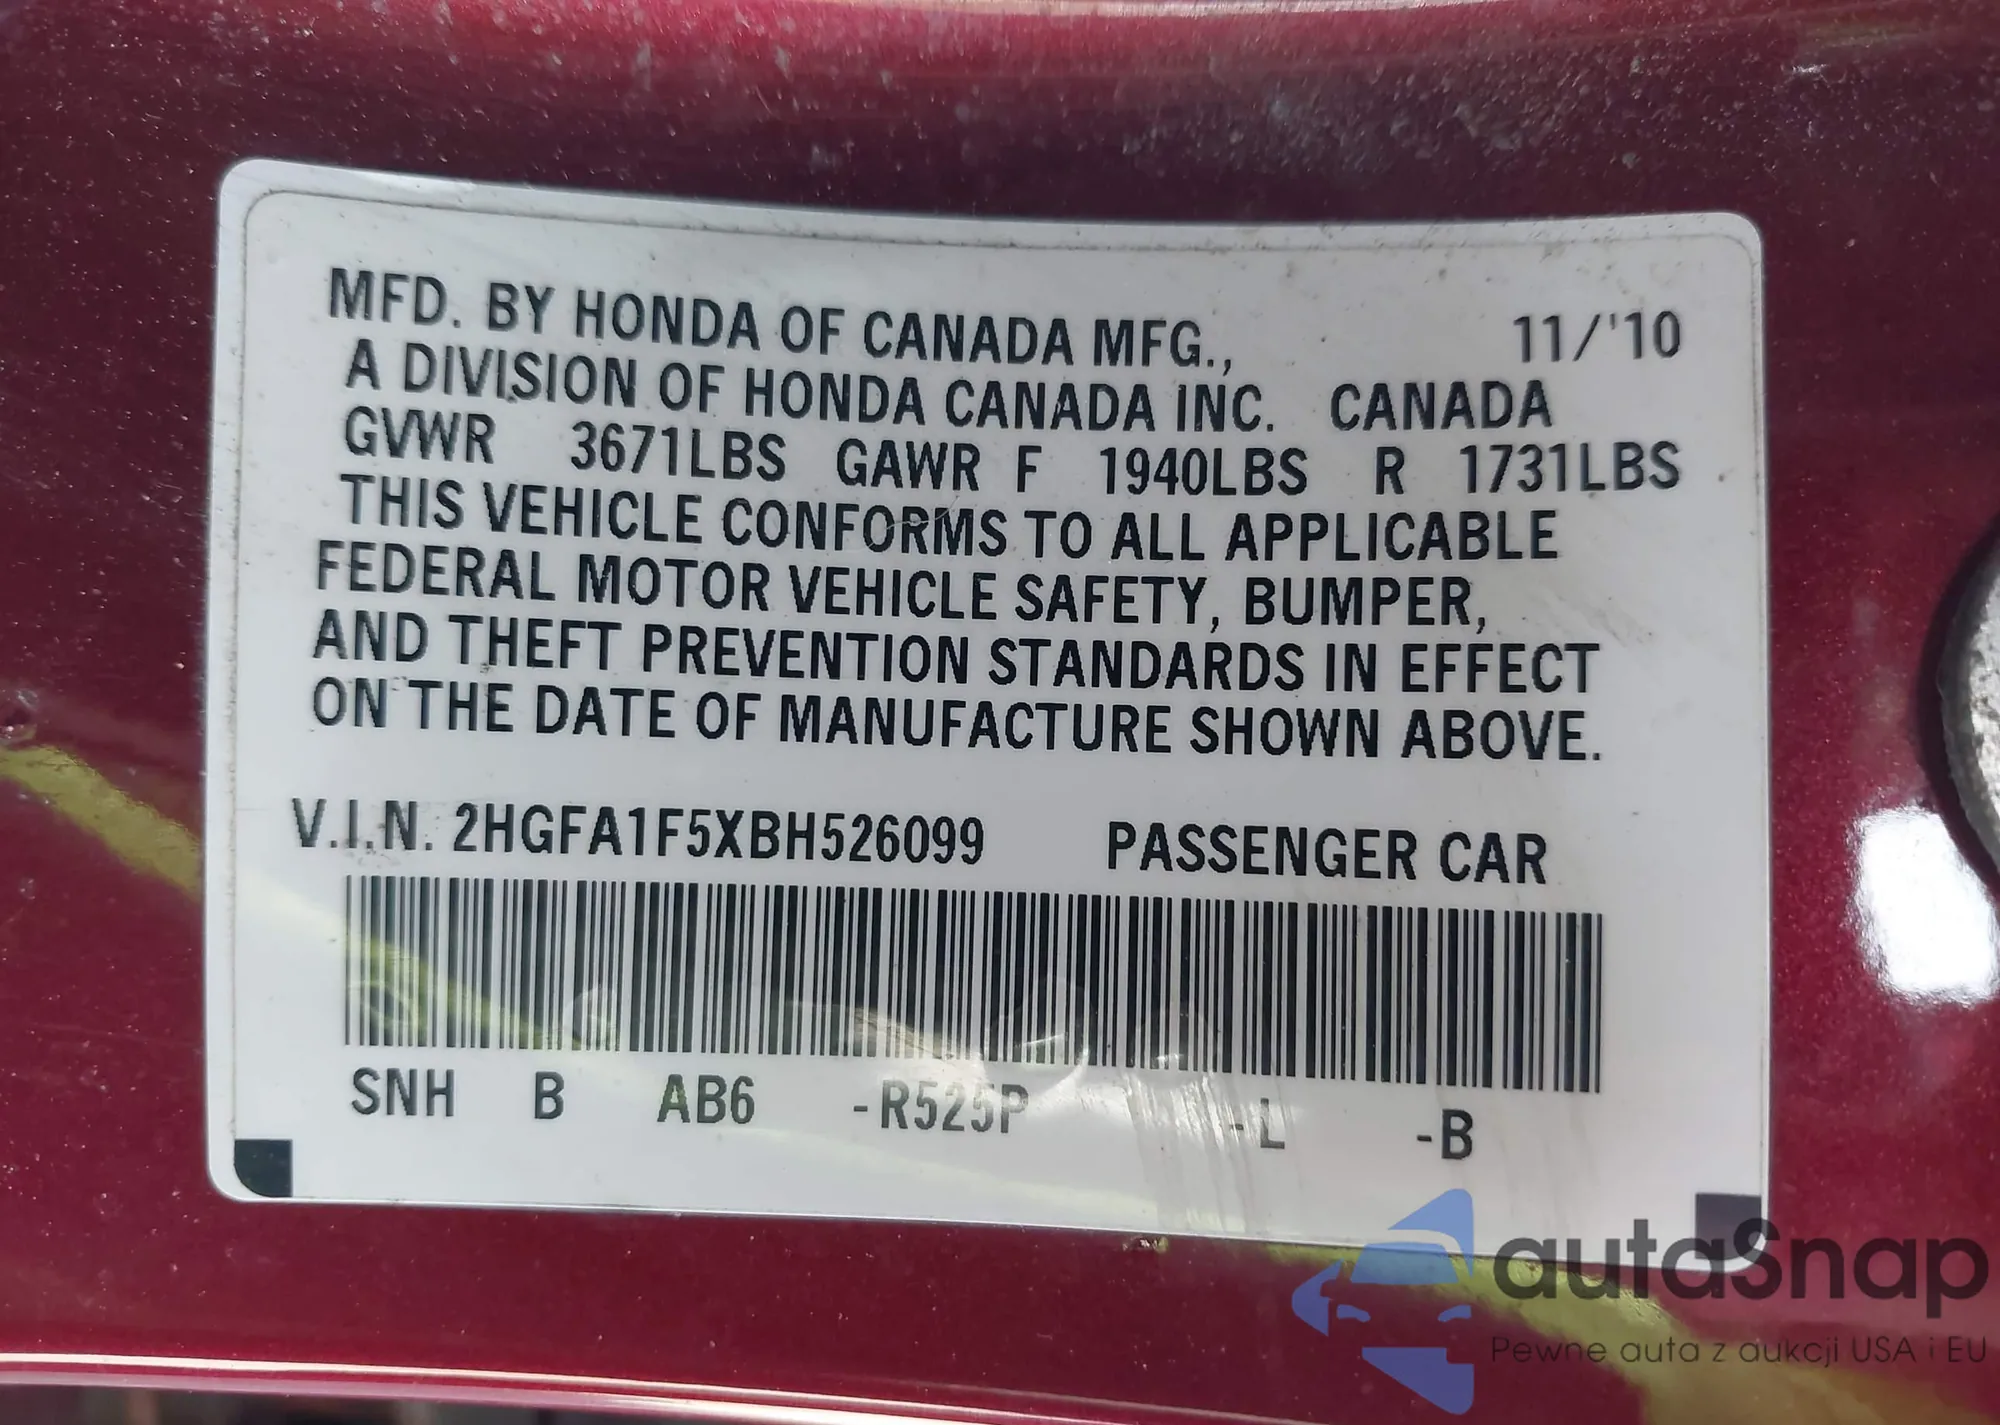 MFD. BY HONDA OF CANADA MFG., 11/'10
A DIVISION OF HONDA CANADA INC. CANADA
GVWR 3671LBS GAWR F 1940LBS R 1731LBS
THIS VEHICLE CONFORMS TO ALL APPLICABLE
FEDERAL MOTOR VEHICLE SAFETY, BUMPER,
AND THEFT PREVENTION STANDARDS IN EFFECT
ON THE DATE OF MANUFACTURE SHOWN ABOVE.
V.I.N. 2HGFA1F5XBH526099 PASSENGER CAR
SNH B AB6 -R525P -L -B
autaSnap
Pewne auta z aukcji USA i EU